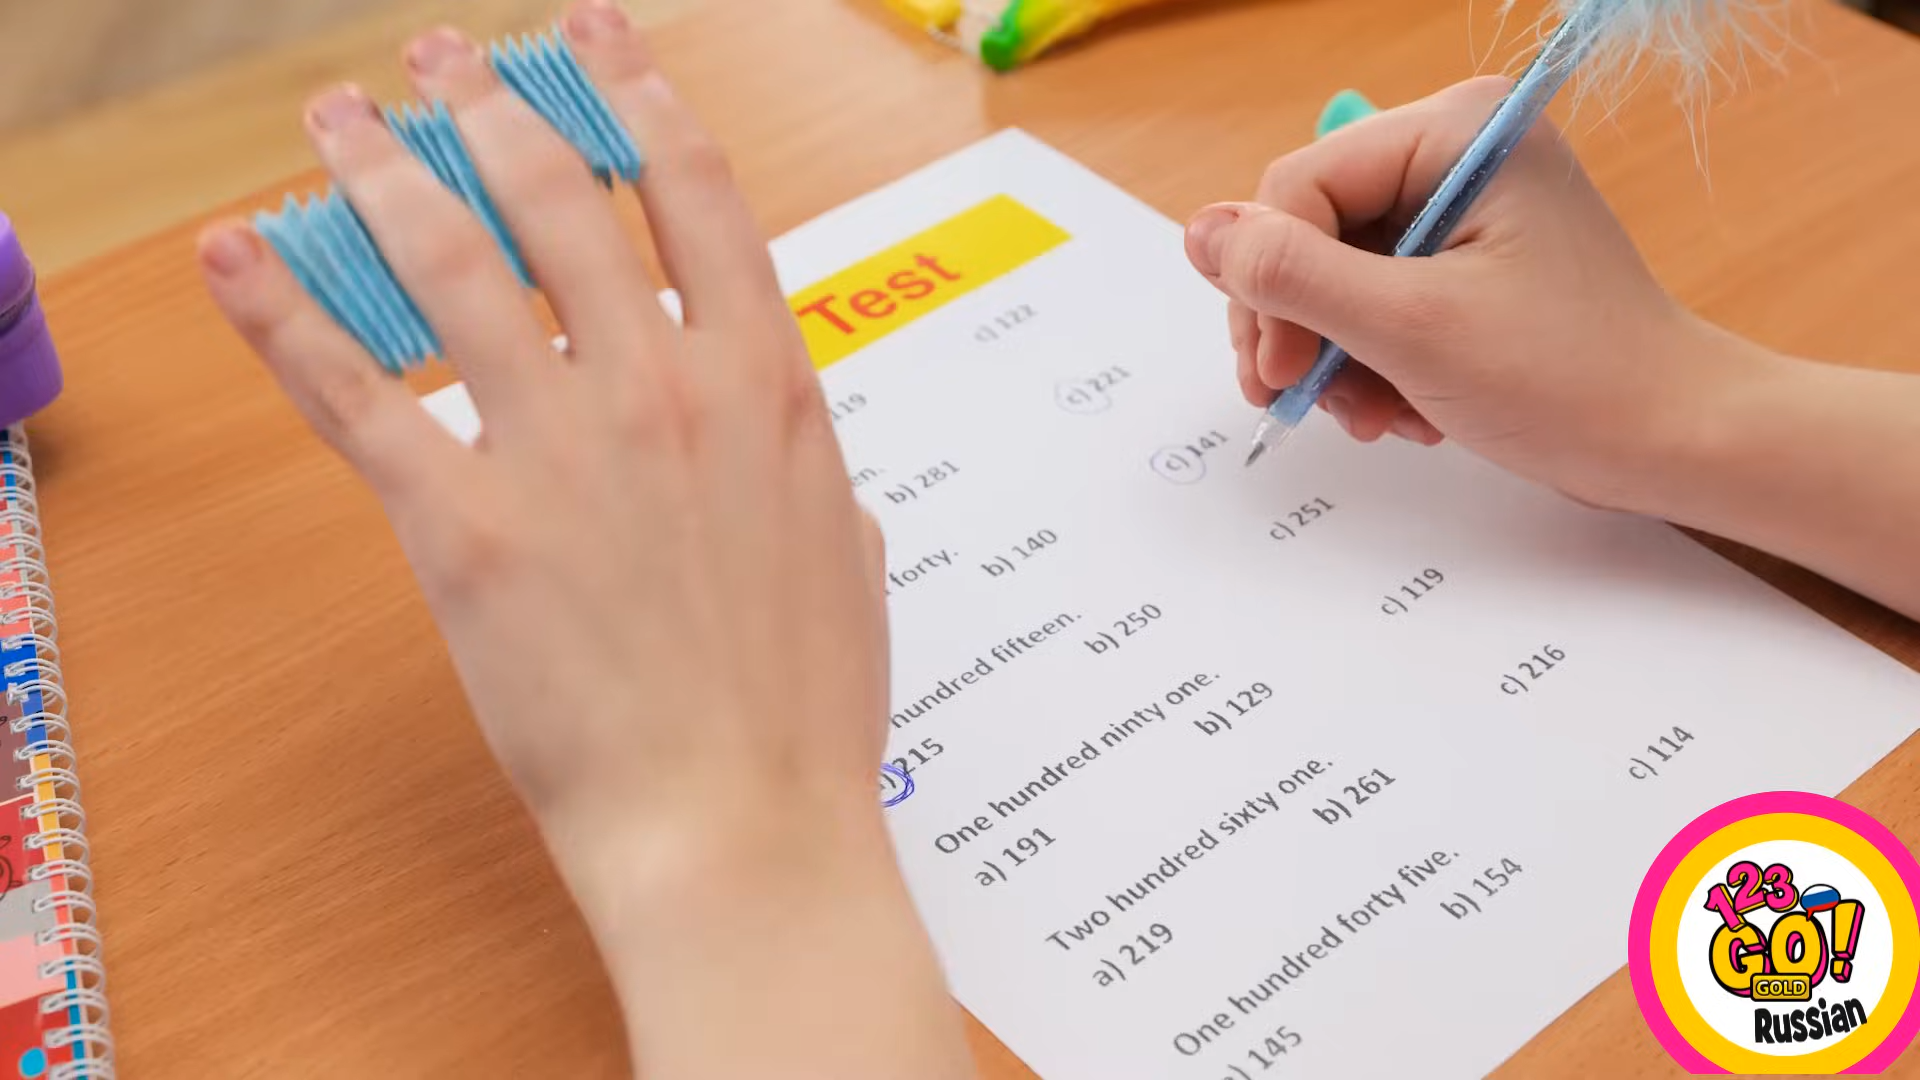 Test
c) 122
119
c) 221
en.
b) 281
c) 141
forty.
b) 140
c) 251
hundred fifteen.
215
b) 250
c) 119
One hundred ninty one.
a) 191
b) 129
c) 216
Two hundred sixty one.
a) 219
b) 261
c) 114
One hundred forty five.
) 145
b) 154
123
GO!
GOLD
Russian